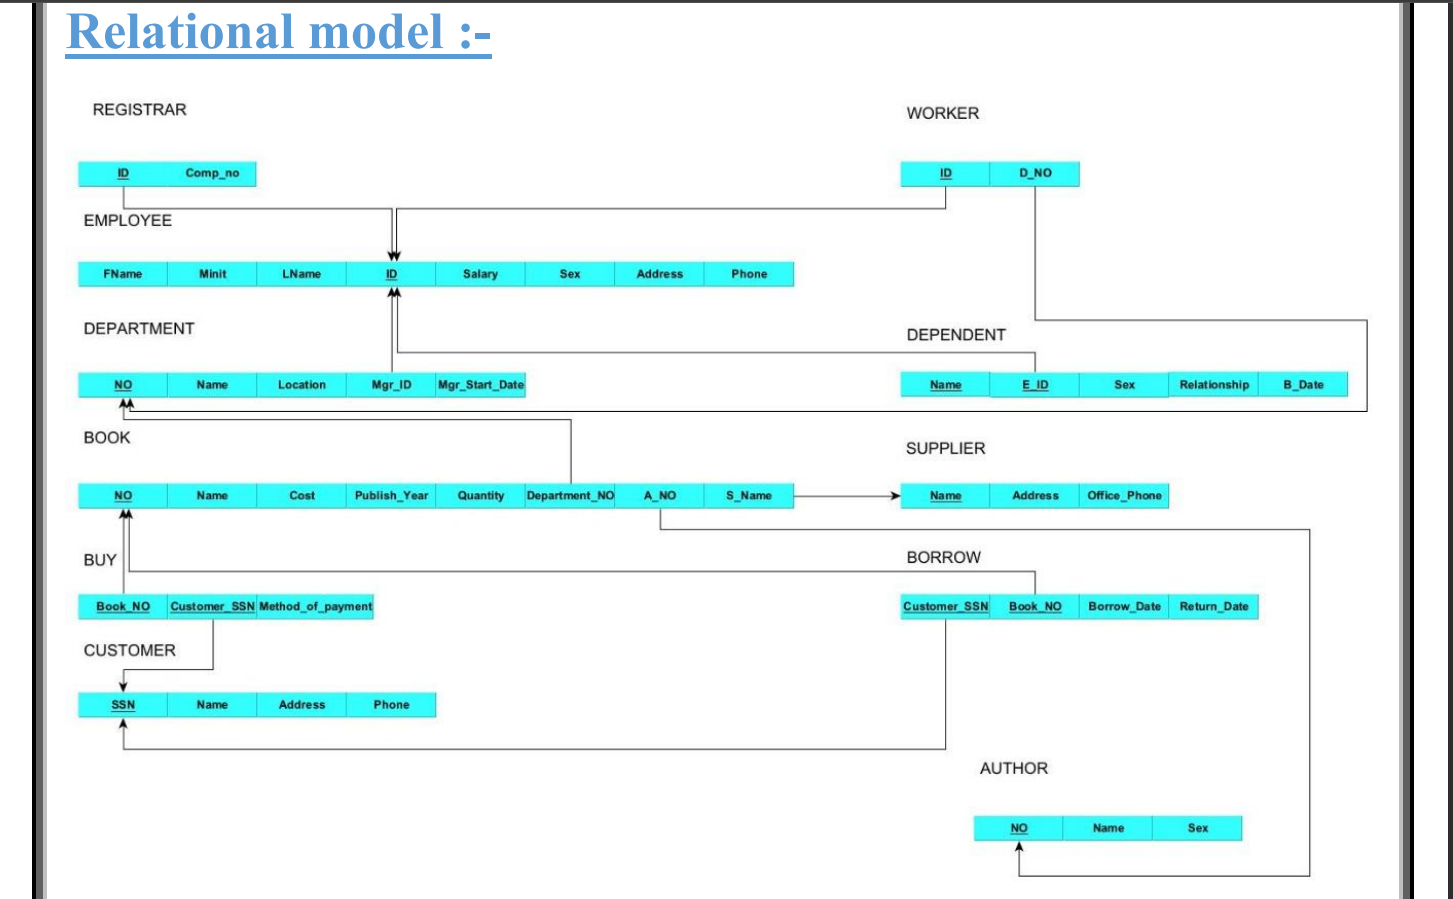 Relational model :-
REGISTRAR
WORKER
ID Comp_no
ID D_NO
EMPLOYEE
FName Minit LName ID Salary Sex Address Phone
DEPARTMENT
DEPENDENT
NO Name Location Mgr_ID Mgr_Start_Date
Name E_ID Sex Relationship B_Date
BOOK
SUPPLIER
NO Name Cost Publish_Year Quantity Department_NO A_NO S_Name
Name Address Office_Phone
BUY
BORROW
Book_NO Customer_SSN Method_of_payment
Customer_SSN Book_NO Borrow_Date Return_Date
CUSTOMER
SSN Name Address Phone
AUTHOR
NO Name Sex